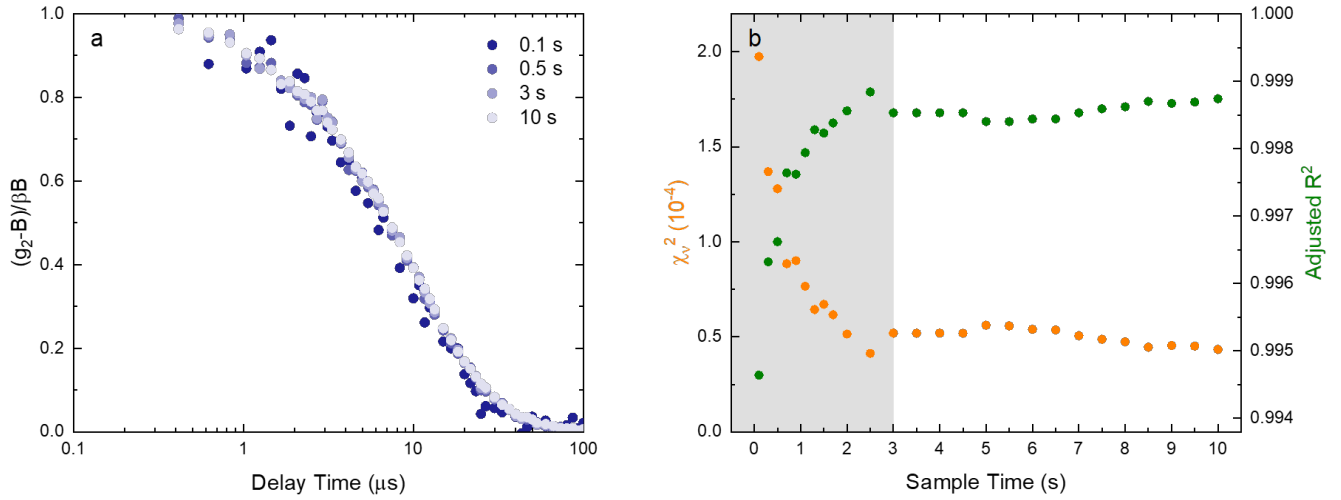 a
0.1 s
0.5 s
3 s
10 s
1.0
0.8
0.6
0.4
0.2
0.0
(g₂-B)/βB
0.1
1
10
100
Delay Time (μs)
b
2.0
1.5
1.0
0.5
0.0
χᵥ² (10⁻⁴)
1.000
0.999
0.998
0.997
0.996
0.995
0.994
Adjusted R²
0 1 2 3 4 5 6 7 8 9 10
Sample Time (s)